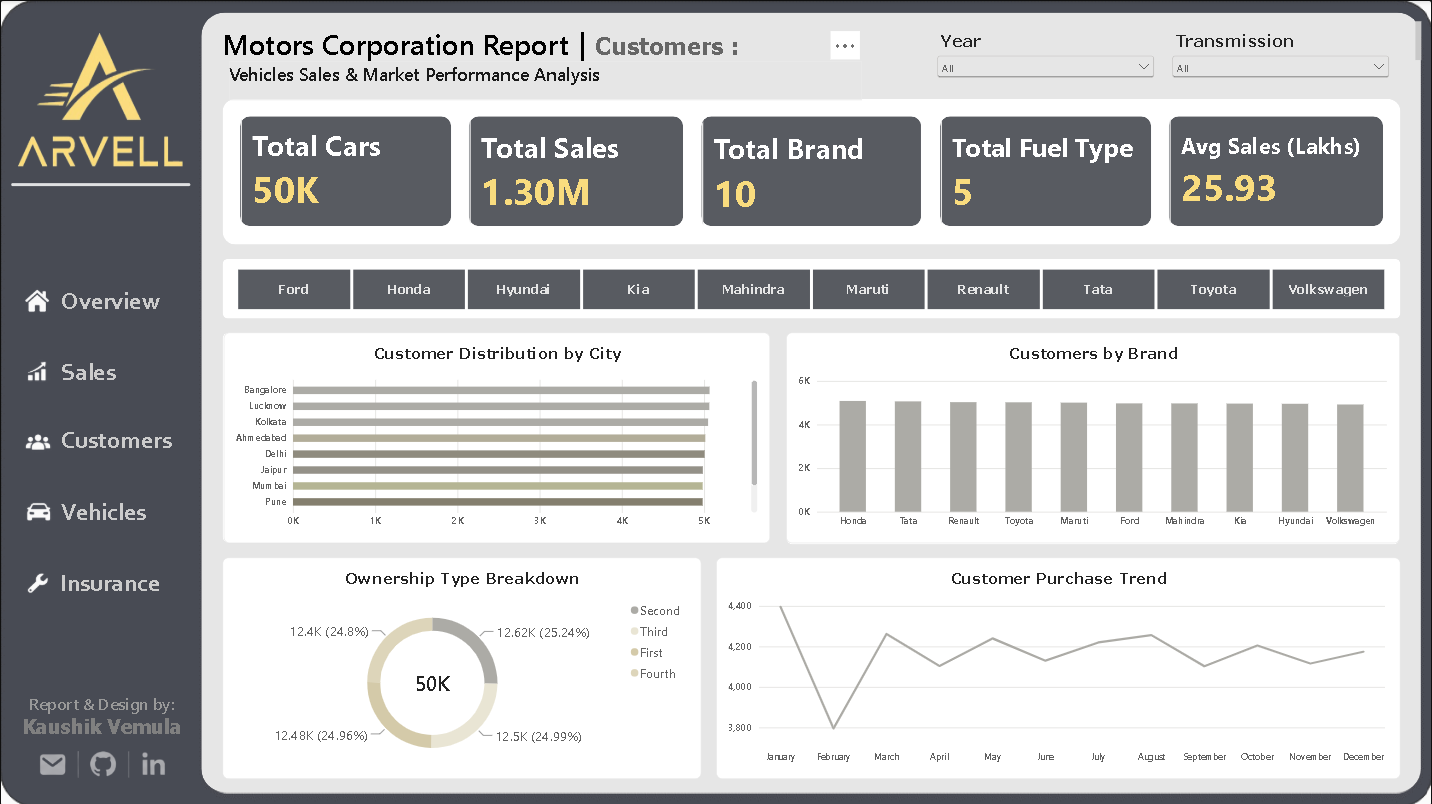 ARVELL
Overview
Sales
Customers
Vehicles
Insurance
Report & Design by:
Kaushik Vemula
Motors Corporation Report | Customers :
Vehicles Sales & Market Performance Analysis
Year
All
Transmission
All
Total Cars
50K
Total Sales
1.30M
Total Brand
10
Total Fuel Type
5
Avg Sales (Lakhs)
25.93
Ford Honda Hyundai Kia Mahindra Maruti Renault Tata Toyota Volkswagen
Customer Distribution by City
Bangalore
Lucknow
Kolkata
Ahmedabad
Delhi
Jaipur
Mumbai
Pune
0K 1K 2K 3K 4K 5K
Customers by Brand
6K
4K
2K
0K
Honda Tata Renault Toyota Maruti Ford Mahindra Kia Hyundai Volkswagen
Ownership Type Breakdown
12.4K (24.8%)
12.62K (25.24%)
50K
12.48K (24.96%)
12.5K (24.99%)
Second
Third
First
Fourth
Customer Purchase Trend
4,400
4,200
4,000
3,800
January February March April May June July August September October November December